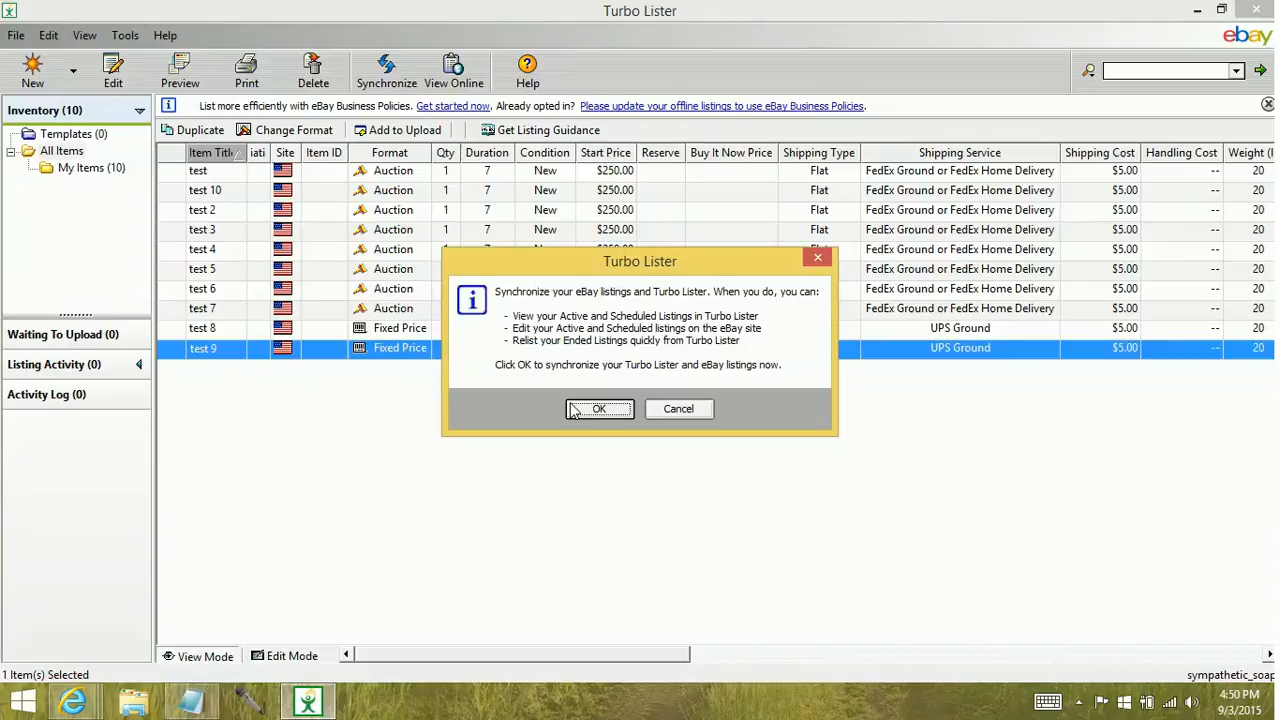 Turbo Lister
File Edit View Tools Help
ebay
New Edit Preview Print Delete Synchronize View Online Help
Inventory (10)
List more efficiently with eBay Business Policies. Get started now. Already opted in? Please update your offline listings to use eBay Business Policies.
Templates (0)
All Items
My Items (10)
Duplicate Change Format Add to Upload Get Listing Guidance
Item Title iati Site Item ID Format Qty Duration Condition Start Price Reserve Buy It Now Price Shipping Type Shipping Service Shipping Cost Handling Cost Weight (l
test Auction 1 7 New $250.00 Flat FedEx Ground or FedEx Home Delivery $5.00 -- 20
test 10 Auction 1 7 New $250.00 Flat FedEx Ground or FedEx Home Delivery $5.00 -- 20
test 2 Auction 1 7 New $250.00 Flat FedEx Ground or FedEx Home Delivery $5.00 -- 20
test 3 Auction 1 7 New $250.00 Flat FedEx Ground or FedEx Home Delivery $5.00 -- 20
test 4 Auction FedEx Ground or FedEx Home Delivery $5.00 -- 20
test 5 Auction FedEx Ground or FedEx Home Delivery $5.00 -- 20
test 6 Auction FedEx Ground or FedEx Home Delivery $5.00 -- 20
test 7 Auction FedEx Ground or FedEx Home Delivery $5.00 -- 20
test 8 Fixed Price UPS Ground $5.00 -- 20
test 9 Fixed Price UPS Ground $5.00 -- 20
Waiting To Upload (0)
Listing Activity (0)
Activity Log (0)
Turbo Lister
Synchronize your eBay listings and Turbo Lister. When you do, you can:
- View your Active and Scheduled Listings in Turbo Lister
- Edit your Active and Scheduled listings on the eBay site
- Relist your Ended Listings quickly from Turbo Lister
Click OK to synchronize your Turbo Lister and eBay listings now.
OK Cancel
View Mode Edit Mode
1 Item(s) Selected
sympathetic_soap
4:50 PM
9/3/2015